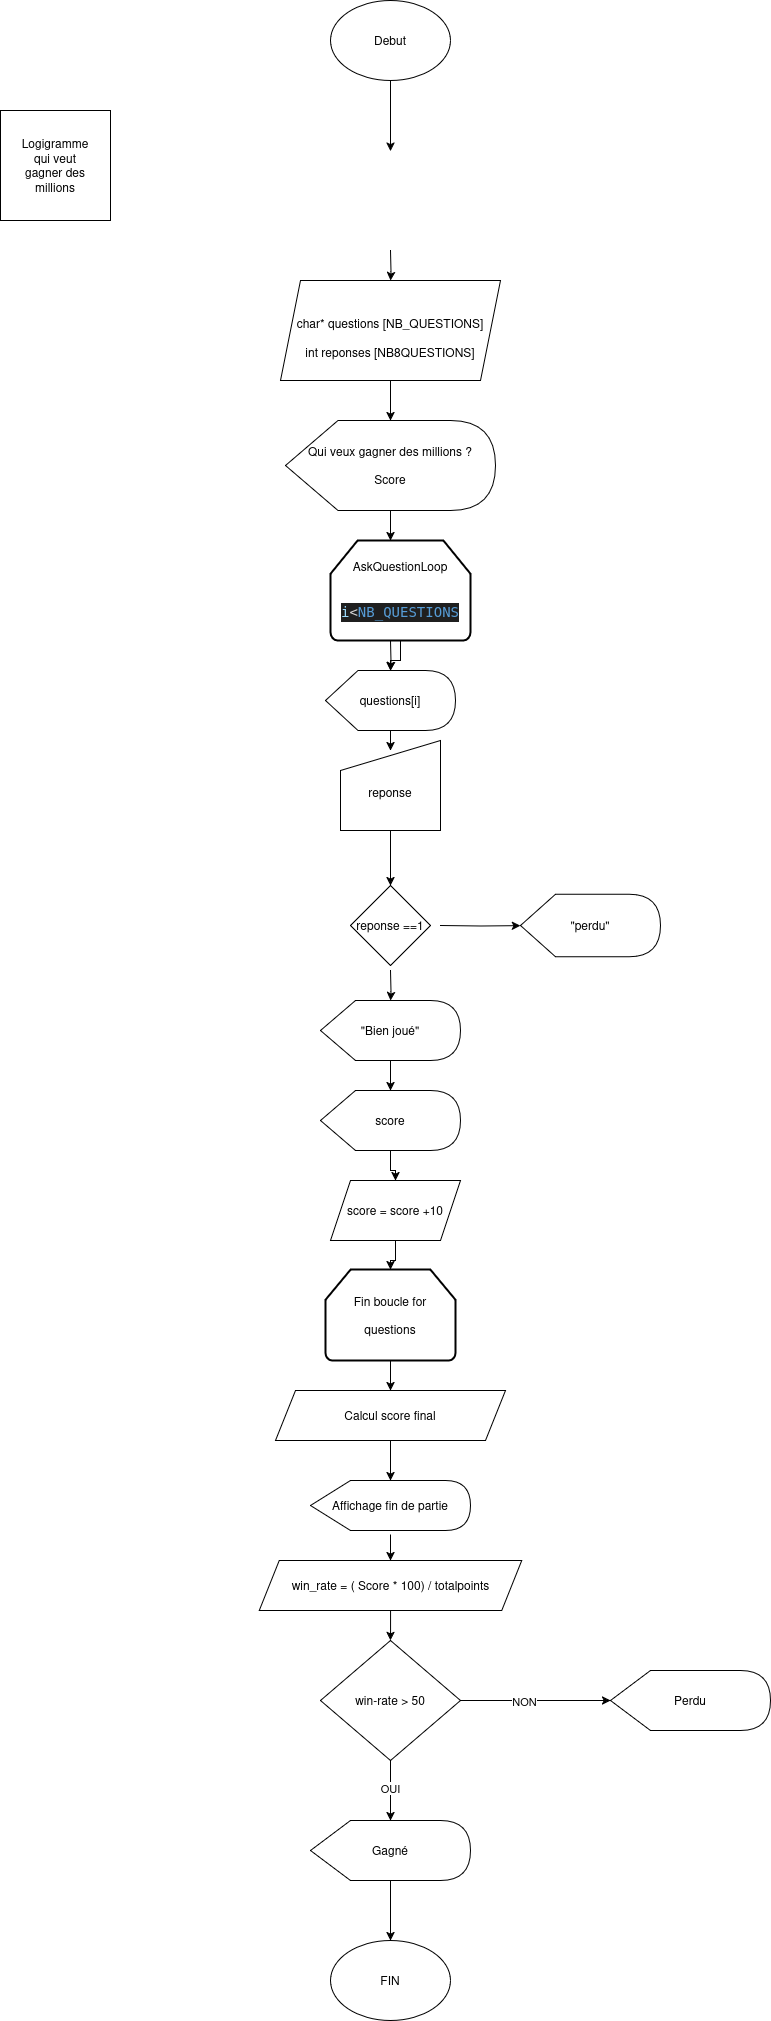 Debut
Logigramme
qui veut
gagner des
millions
char* questions [NB_QUESTIONS]
int reponses [NB8QUESTIONS]
Qui veux gagner des millions ?
Score
AskQuestionLoop
i<NB_QUESTIONS
questions[i]
reponse
reponse ==1
"perdu"
"Bien joué"
score
score = score +10
Fin boucle for
questions
Calcul score final
Affichage fin de partie
win_rate = ( Score * 100) / totalpoints
win-rate > 50
NON
Perdu
OUI
Gagné
FIN